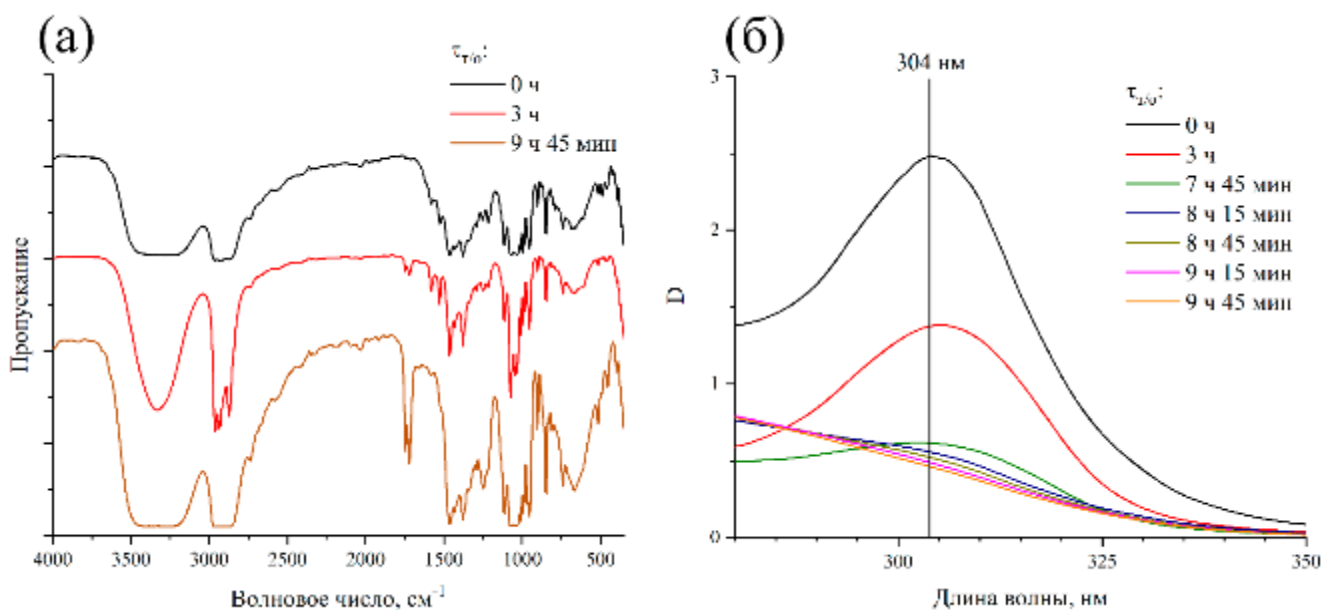 (а)
τт/о:
0 ч
3 ч
9 ч 45 мин
Пропускание
4000 3500 3000 2500 2000 1500 1000 500
Волновое число, см⁻¹
(б)
304 нм
τт/о:
0 ч
3 ч
7 ч 45 мин
8 ч 15 мин
8 ч 45 мин
9 ч 15 мин
9 ч 45 мин
3
2
1
0
D
300 325 350
Длина волны, нм